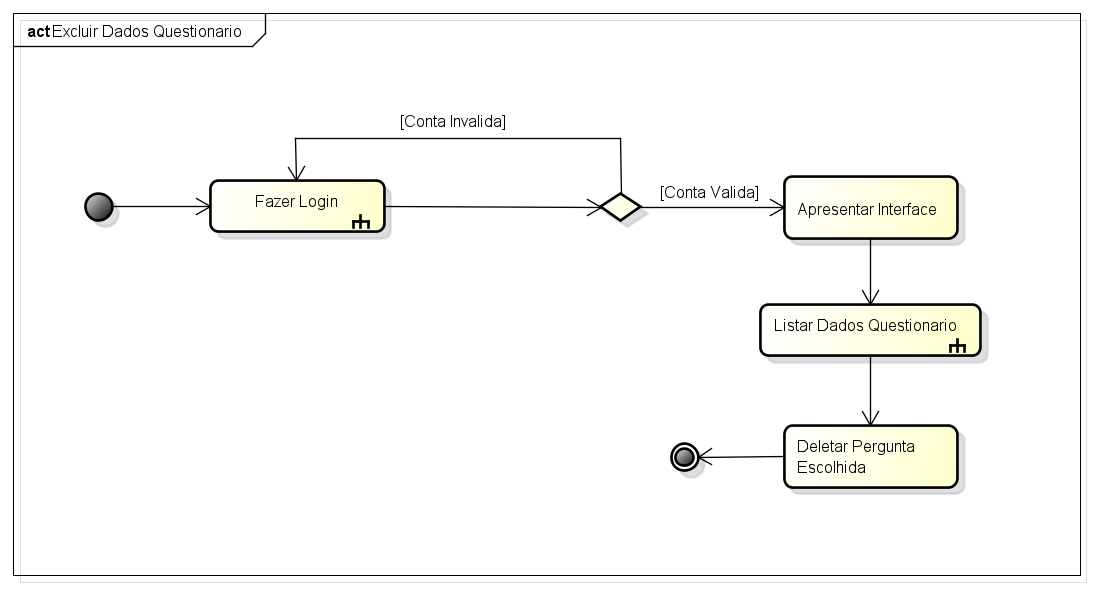 act Excluir Dados Questionario
[Conta Invalida]
Fazer Login
[Conta Valida]
Apresentar Interface
Listar Dados Questionario
Deletar Pergunta
Escolhida